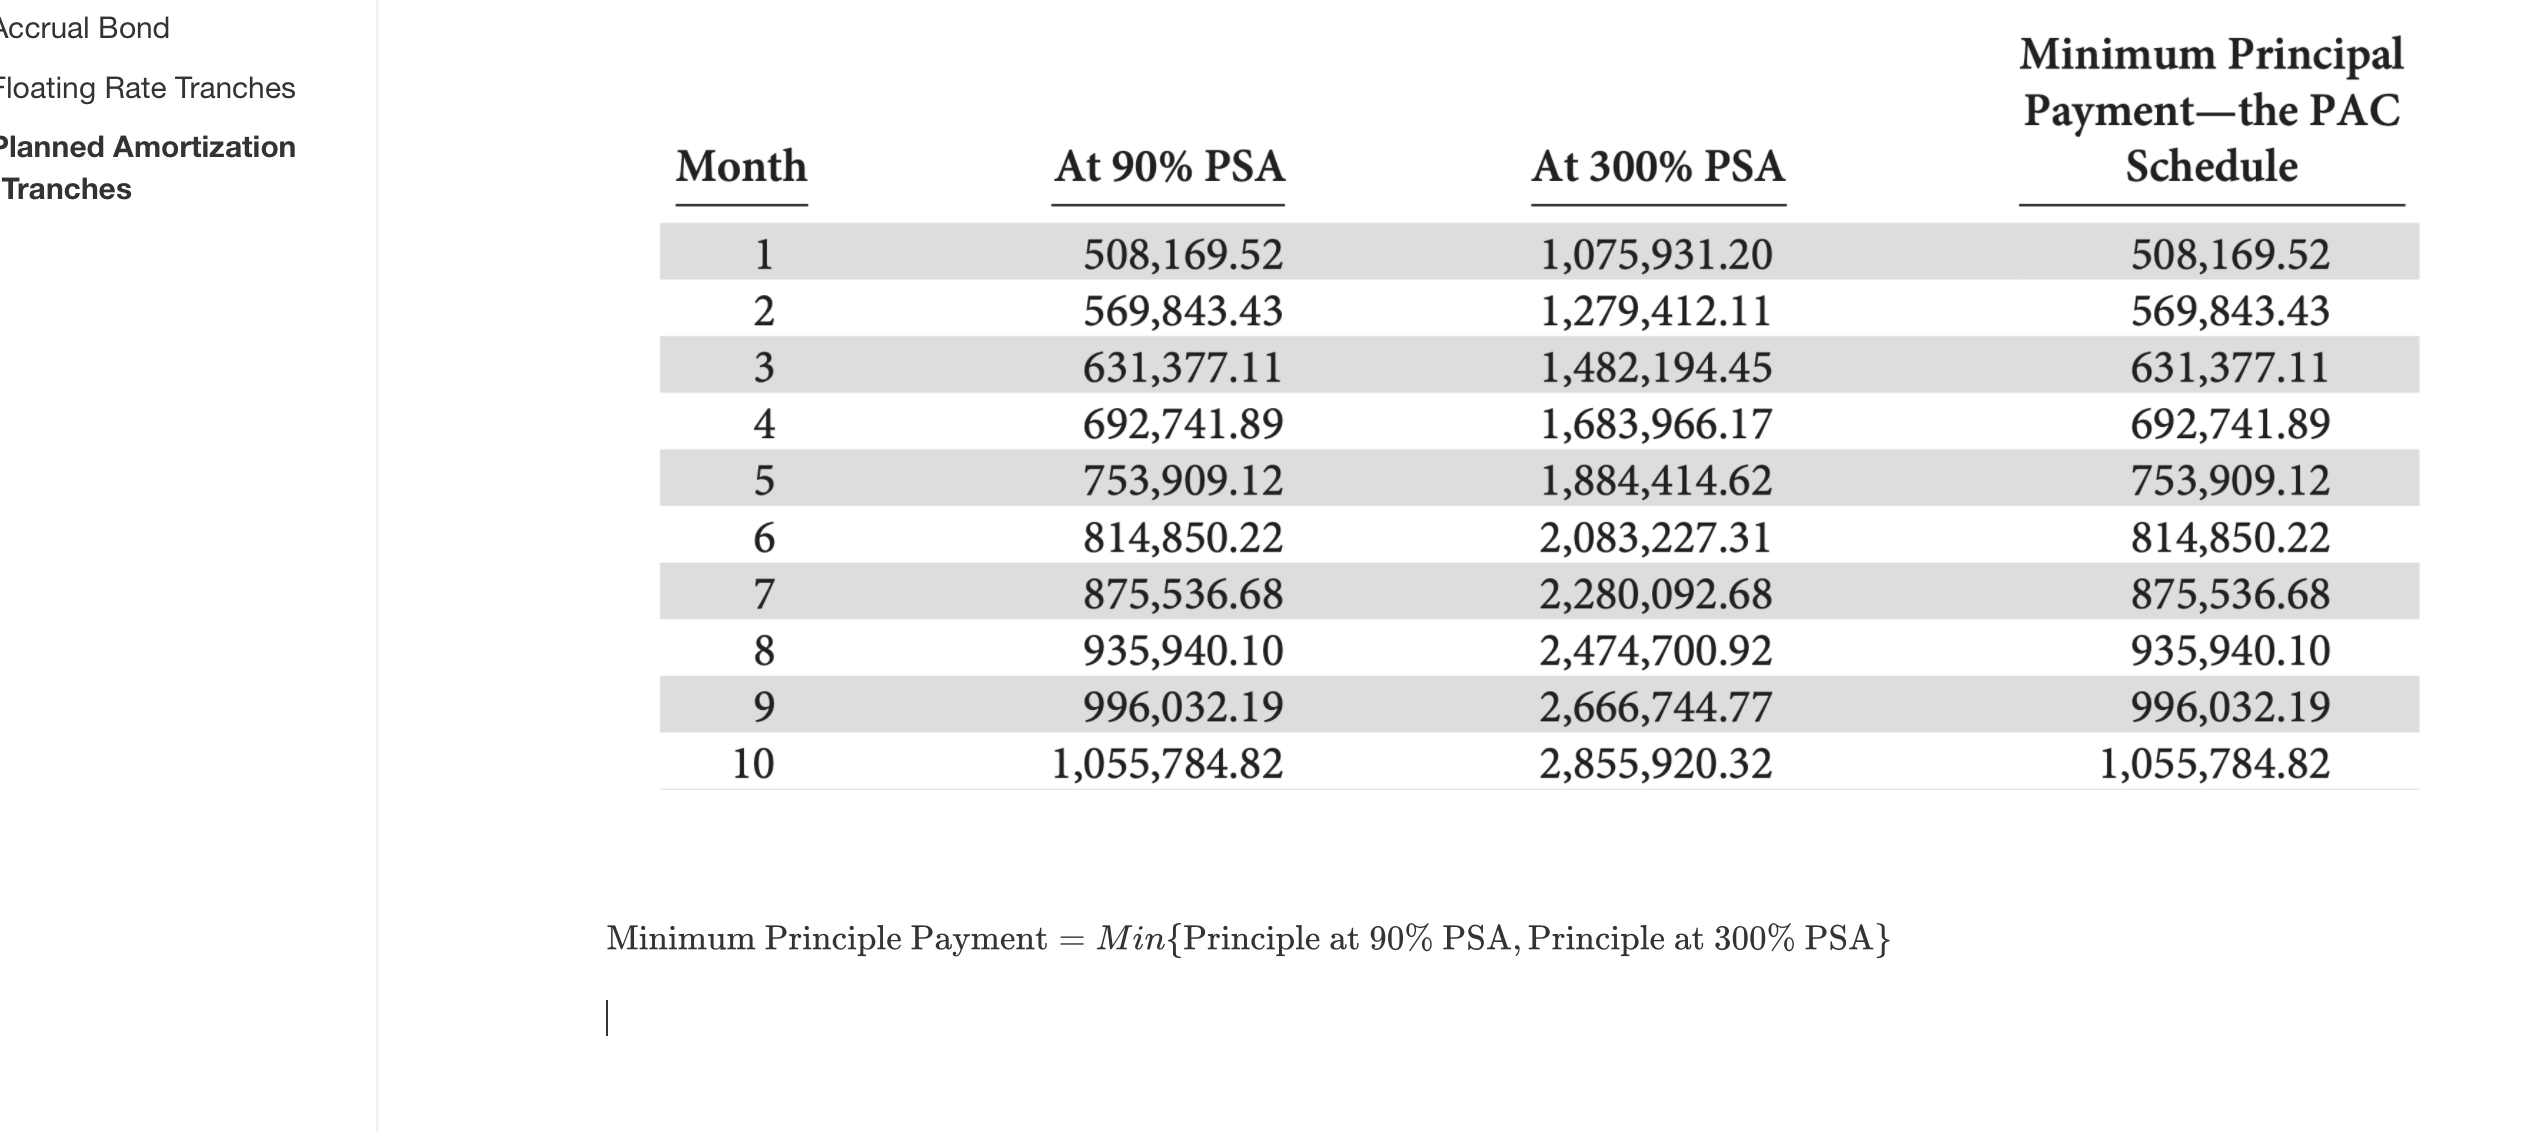 Accrual Bond
Floating Rate Tranches
Planned Amortization
Tranches
Month At 90% PSA At 300% PSA Minimum Principal
Payment—the PAC
Schedule
1 508,169.52 1,075,931.20 508,169.52
2 569,843.43 1,279,412.11 569,843.43
3 631,377.11 1,482,194.45 631,377.11
4 692,741.89 1,683,966.17 692,741.89
5 753,909.12 1,884,414.62 753,909.12
6 814,850.22 2,083,227.31 814,850.22
7 875,536.68 2,280,092.68 875,536.68
8 935,940.10 2,474,700.92 935,940.10
9 996,032.19 2,666,744.77 996,032.19
10 1,055,784.82 2,855,920.32 1,055,784.82
Minimum Principle Payment = Min{Principle at 90% PSA, Principle at 300% PSA}